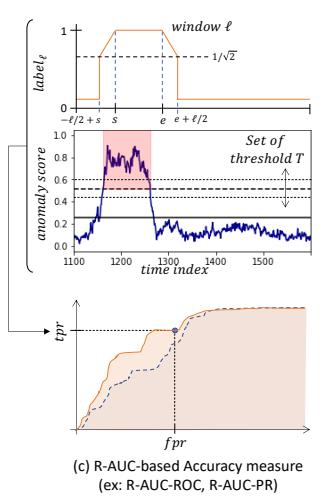 window ℓ
label_ℓ
1
1/√2
0
−ℓ/2 + s
s
e
e + ℓ/2
anomaly score
1.0
0.8
0.6
0.4
0.2
0.0
Set of
threshold T
1100
1200
1300
1400
1500
time index
tpr
fpr
(c) R-AUC-based Accuracy measure
(ex: R-AUC-ROC, R-AUC-PR)